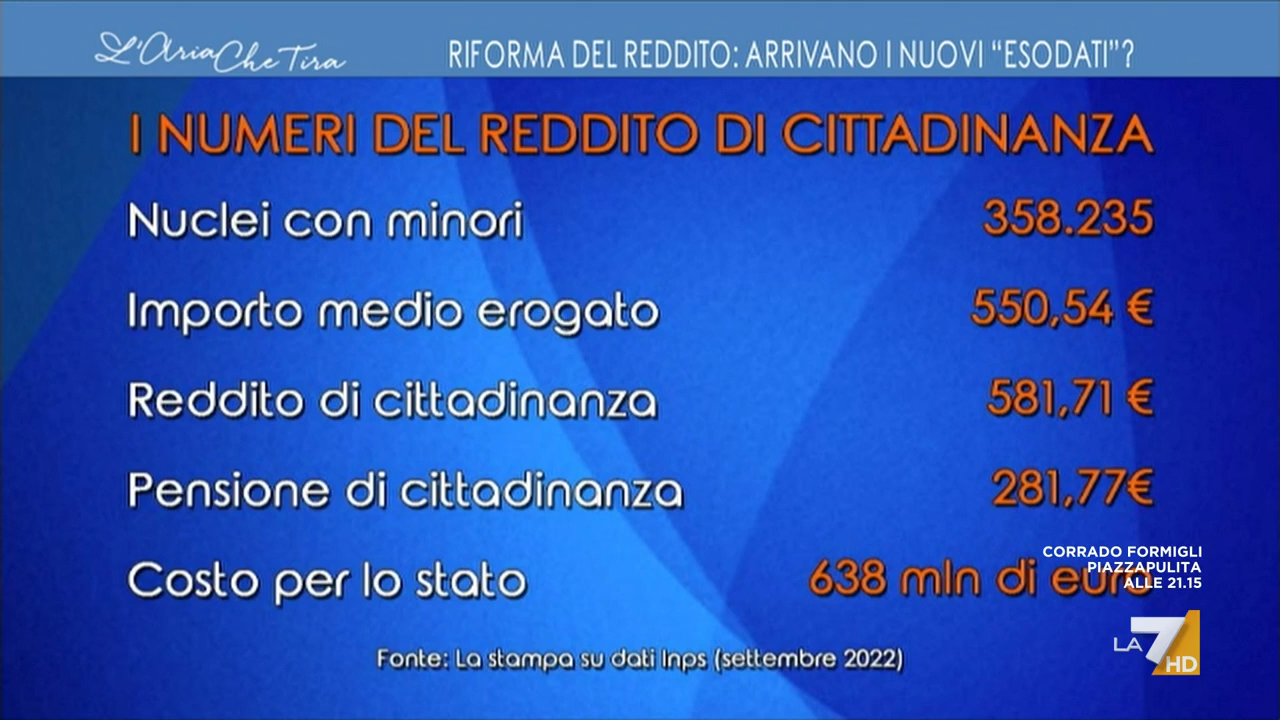 L'Aria Che Tira
RIFORMA DEL REDDITO: ARRIVANO I NUOVI “ESODATI”?
I NUMERI DEL REDDITO DI CITTADINANZA
Nuclei con minori 358.235
Importo medio erogato 550,54 €
Reddito di cittadinanza 581,71 €
Pensione di cittadinanza 281,77€
Costo per lo stato 638 mln di euro
CORRADO FORMIGLI
PIAZZAPULITA
ALLE 21.15
Fonte: La stampa su dati Inps (settembre 2022)
LA 7 HD